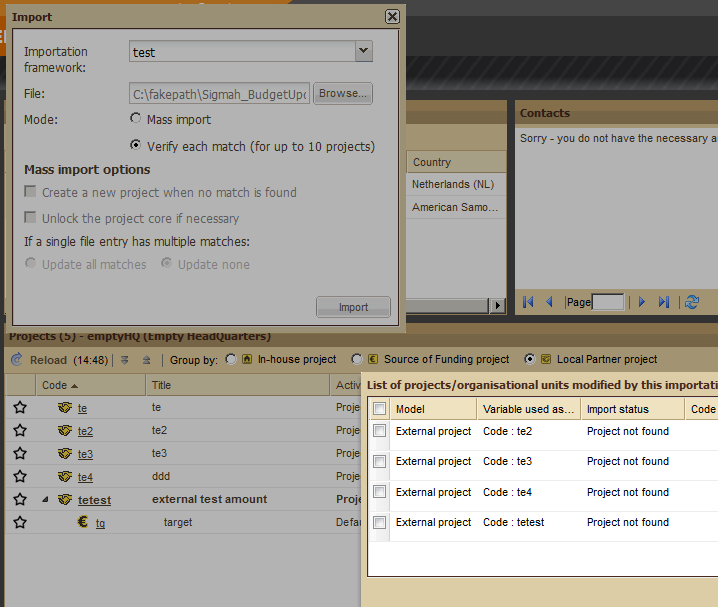 Import
Importation framework:
test
File:
C:\fakepath\Sigmah_BudgetUp
Browse...
Mode:
Mass import
Verify each match (for up to 10 projects)
Mass import options
Create a new project when no match is found
Unlock the project core if necessary
If a single file entry has multiple matches:
Update all matches
Update none
Import
Country
Netherlands (NL)
American Samo...
Contacts
Sorry - you do not have the necessary a
Page
Projects (5) - emptyHQ (Empty HeadQuarters)
Reload (14:48)
Group by:
In-house project
Source of Funding project
Local Partner project
Code
Title
Activ
te
te
Proje
te2
te2
Proje
te3
te3
Proje
te4
ddd
Proje
tetest
external test amount
Proje
tq
target
Defau
List of projects/organisational units modified by this importati
Model
Variable used as...
Import status
Code
External project
Code : te2
Project not found
External project
Code : te3
Project not found
External project
Code : te4
Project not found
External project
Code : tetest
Project not found